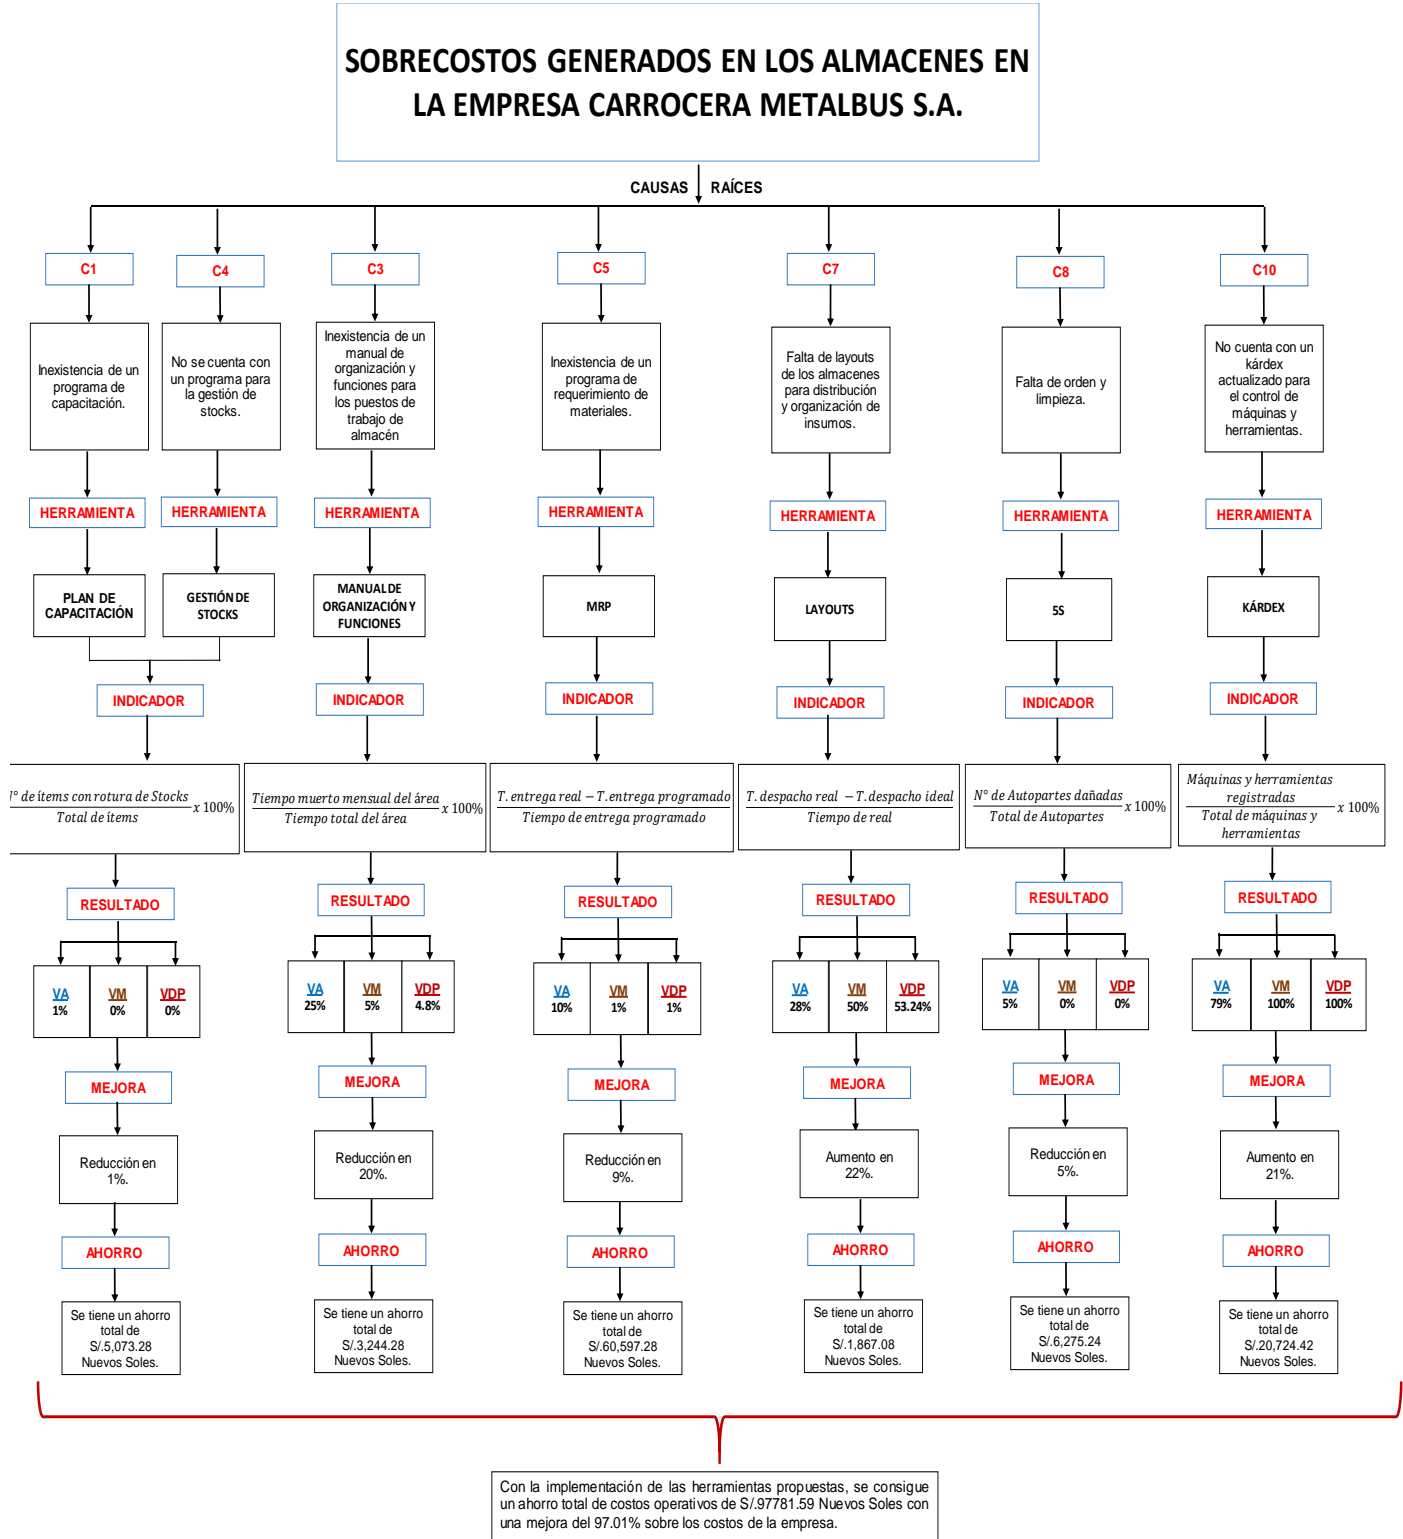 SOBRECOSTOS GENERADOS EN LOS ALMACENES EN
LA EMPRESA CARROCERA METALBUS S.A.
CAUSAS RAÍCES
C1
C4
C3
C5
C7
C8
C10
Inexistencia de un
programa de
capacitación.
No se cuenta con
un programa para
la gestión de
stocks.
Inexistencia de un
manual de
organización y
funciones para
los puestos de
trabajo de
almacén
Inexistencia de un
programa de
requerimiento de
materiales.
Falta de layouts
de los almacenes
para distribución
y organización de
insumos.
Falta de orden y
limpieza.
No cuenta con un
kárdex
actualizado para
el control de
máquinas y
herramientas.
HERRAMIENTA
HERRAMIENTA
HERRAMIENTA
HERRAMIENTA
HERRAMIENTA
HERRAMIENTA
HERRAMIENTA
PLAN DE
CAPACITACIÓN
GESTIÓN DE
STOCKS
MANUAL DE
ORGANIZACIÓN Y
FUNCIONES
MRP
LAYOUTS
5S
KÁRDEX
INDICADOR
INDICADOR
INDICADOR
INDICADOR
INDICADOR
INDICADOR
N° de ítems con rotura de Stocks
Total de ítems
x 100%
Tiempo muerto mensual del área
Tiempo total del área
x 100%
T. entrega real − T. entrega programado
Tiempo de entrega programado
T. despacho real − T. despacho ideal
Tiempo de real
N° de Autopartes dañadas
Total de Autopartes
x 100%
Máquinas y herramientas
registradas
Total de máquinas y
herramientas
x 100%
RESULTADO
RESULTADO
RESULTADO
RESULTADO
RESULTADO
RESULTADO
VA
1%
VM
0%
VDP
0%
VA
25%
VM
5%
VDP
4.8%
VA
10%
VM
1%
VDP
1%
VA
28%
VM
50%
VDP
53.24%
VA
5%
VM
0%
VDP
0%
VA
79%
VM
100%
VDP
100%
MEJORA
MEJORA
MEJORA
MEJORA
MEJORA
MEJORA
Reducción en
1%.
Reducción en
20%.
Reducción en
9%.
Aumento en
22%.
Reducción en
5%.
Aumento en
21%.
AHORRO
AHORRO
AHORRO
AHORRO
AHORRO
AHORRO
Se tiene un ahorro
total de
S/.5,073.28
Nuevos Soles.
Se tiene un ahorro
total de
S/.3,244.28
Nuevos Soles.
Se tiene un ahorro
total de
S/.60,597.28
Nuevos Soles.
Se tiene un ahorro
total de
S/.1,867.08
Nuevos Soles.
Se tiene un ahorro
total de
S/.6,275.24
Nuevos Soles.
Se tiene un ahorro
total de
S/.20,724.42
Nuevos Soles.
Con la implementación de las herramientas propuestas, se consigue
un ahorro total de costos operativos de S/.97781.59 Nuevos Soles con
una mejora del 97.01% sobre los costos de la empresa.